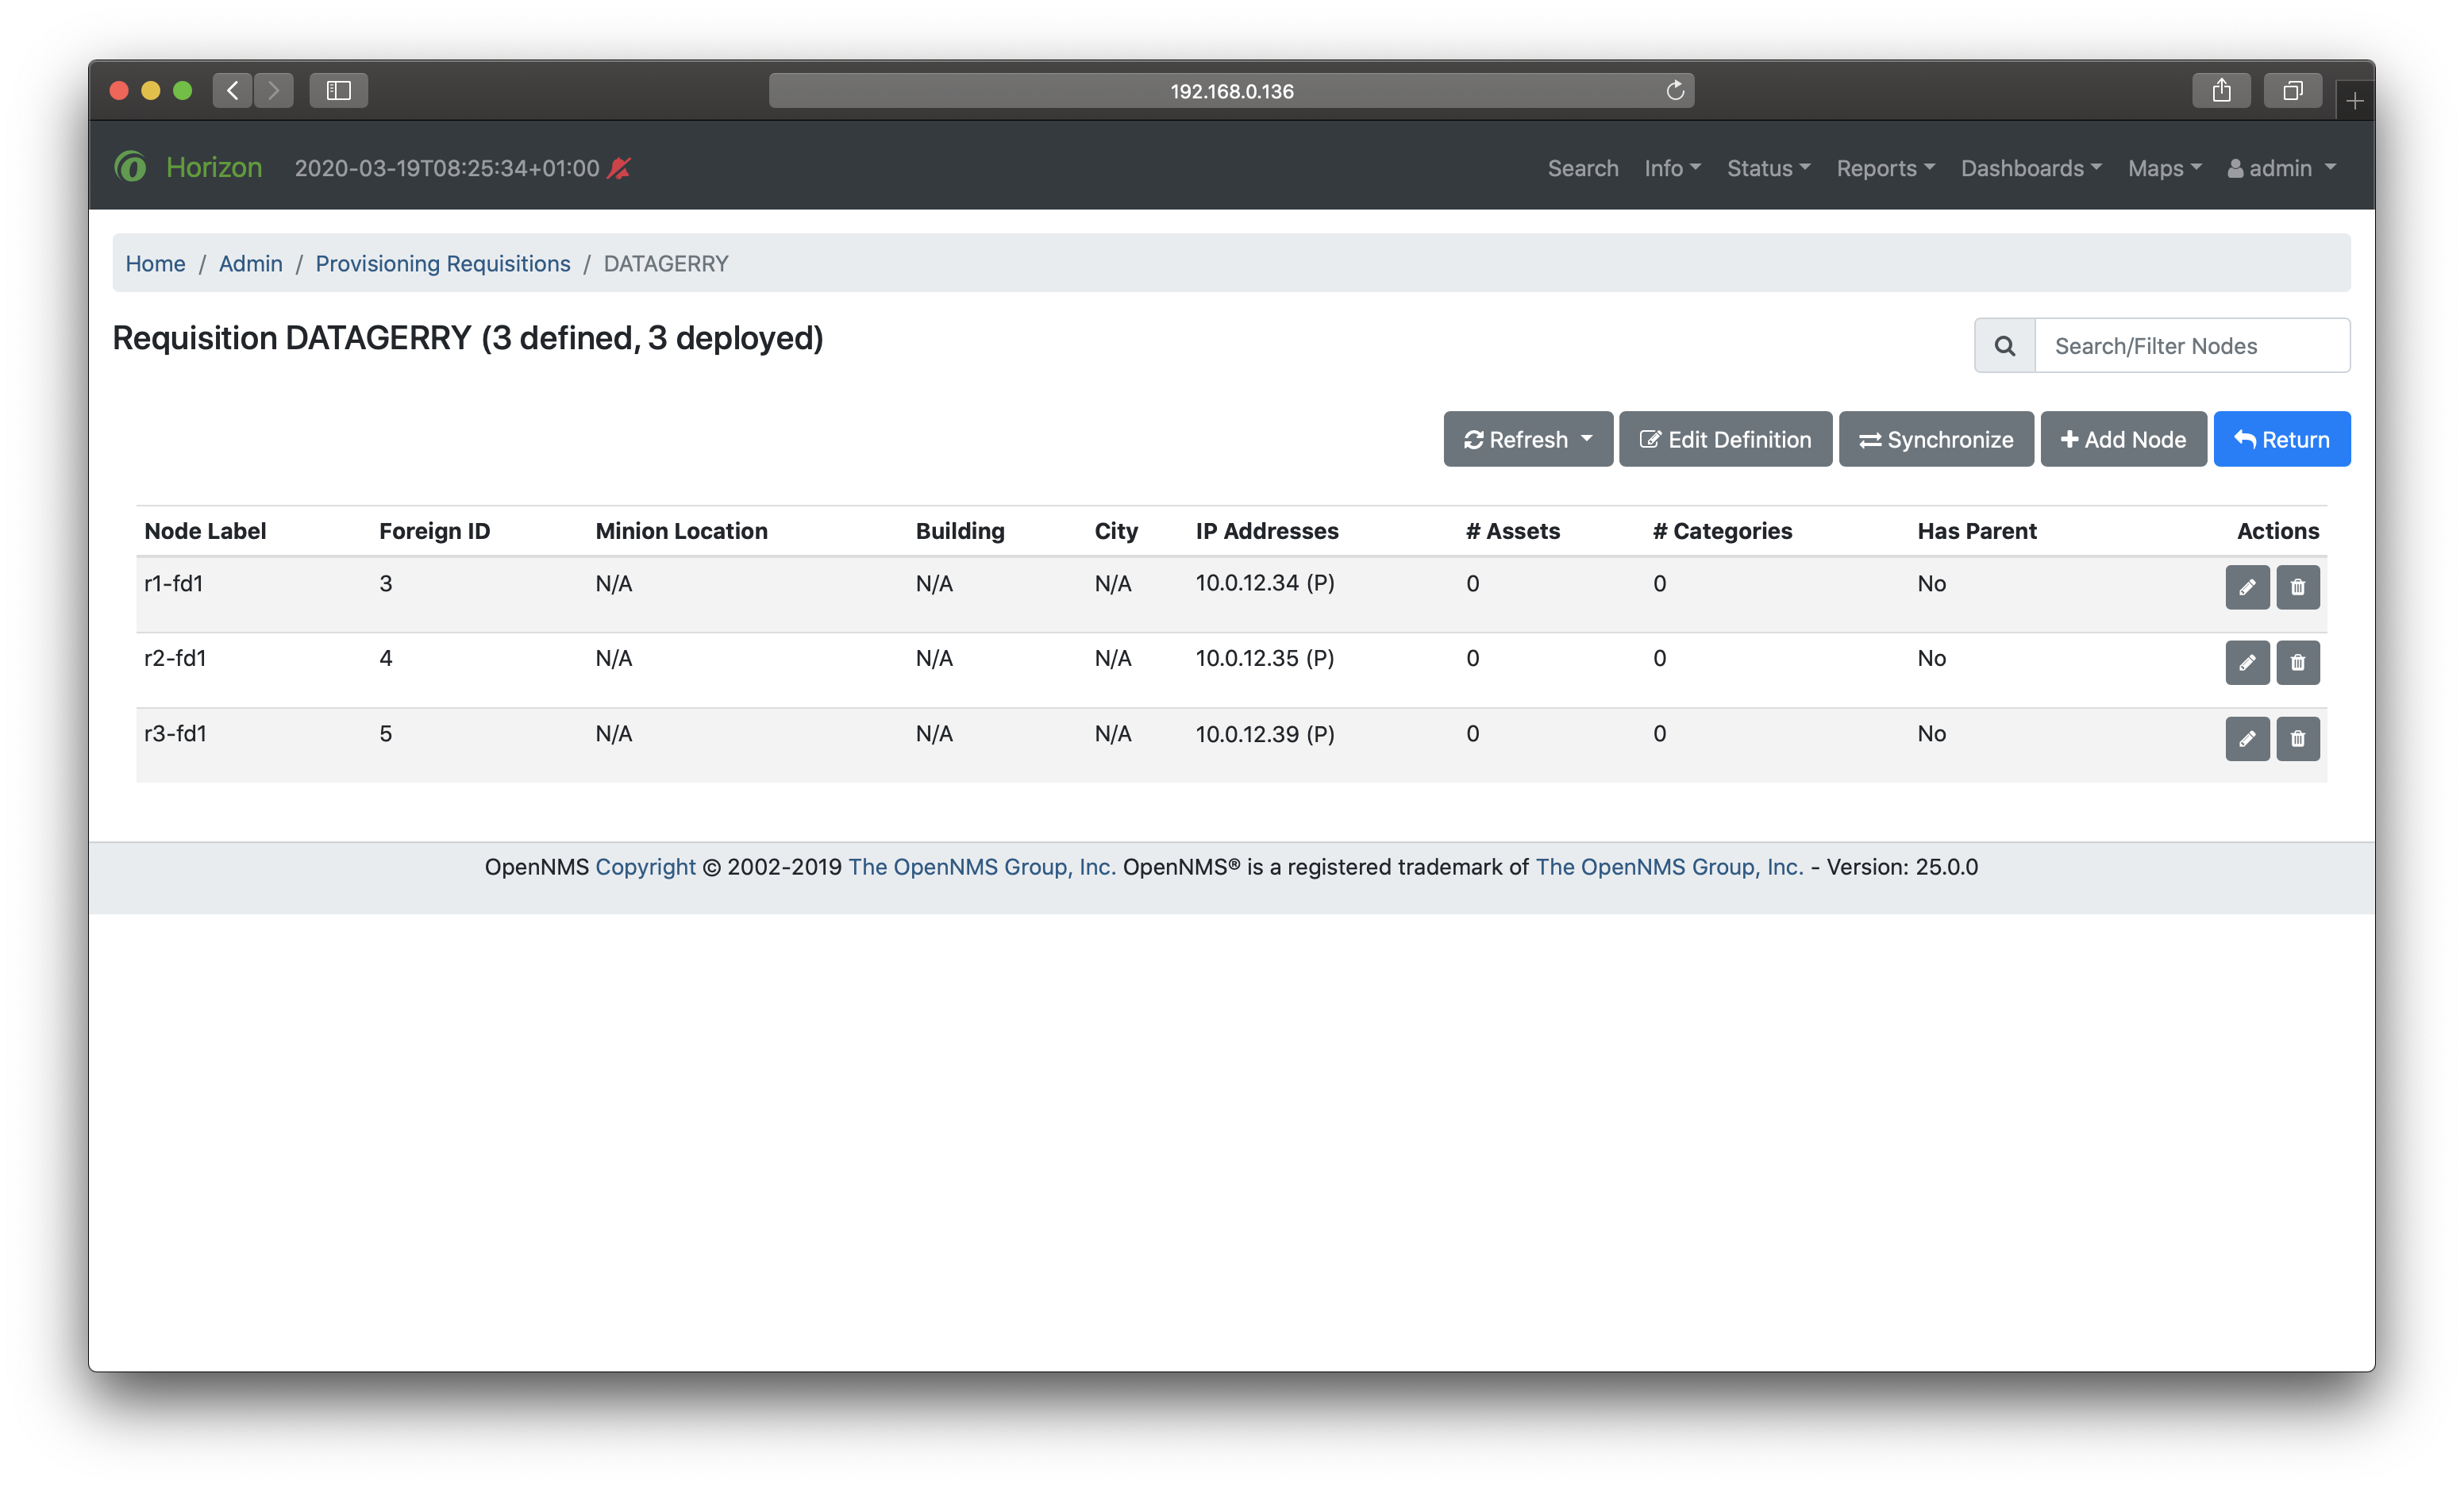 192.168.0.136
Horizon 2020-03-19T08:25:34+01:00 Search Info Status Reports Dashboards Maps admin
Home / Admin / Provisioning Requisitions / DATAGERRY
Requisition DATAGERRY (3 defined, 3 deployed)
Search/Filter Nodes
Refresh Edit Definition Synchronize Add Node Return
Node Label Foreign ID Minion Location Building City IP Addresses # Assets # Categories Has Parent Actions
r1-fd1 3 N/A N/A N/A 10.0.12.34 (P) 0 0 No
r2-fd1 4 N/A N/A N/A 10.0.12.35 (P) 0 0 No
r3-fd1 5 N/A N/A N/A 10.0.12.39 (P) 0 0 No
OpenNMS Copyright © 2002-2019 The OpenNMS Group, Inc. OpenNMS® is a registered trademark of The OpenNMS Group, Inc. - Version: 25.0.0